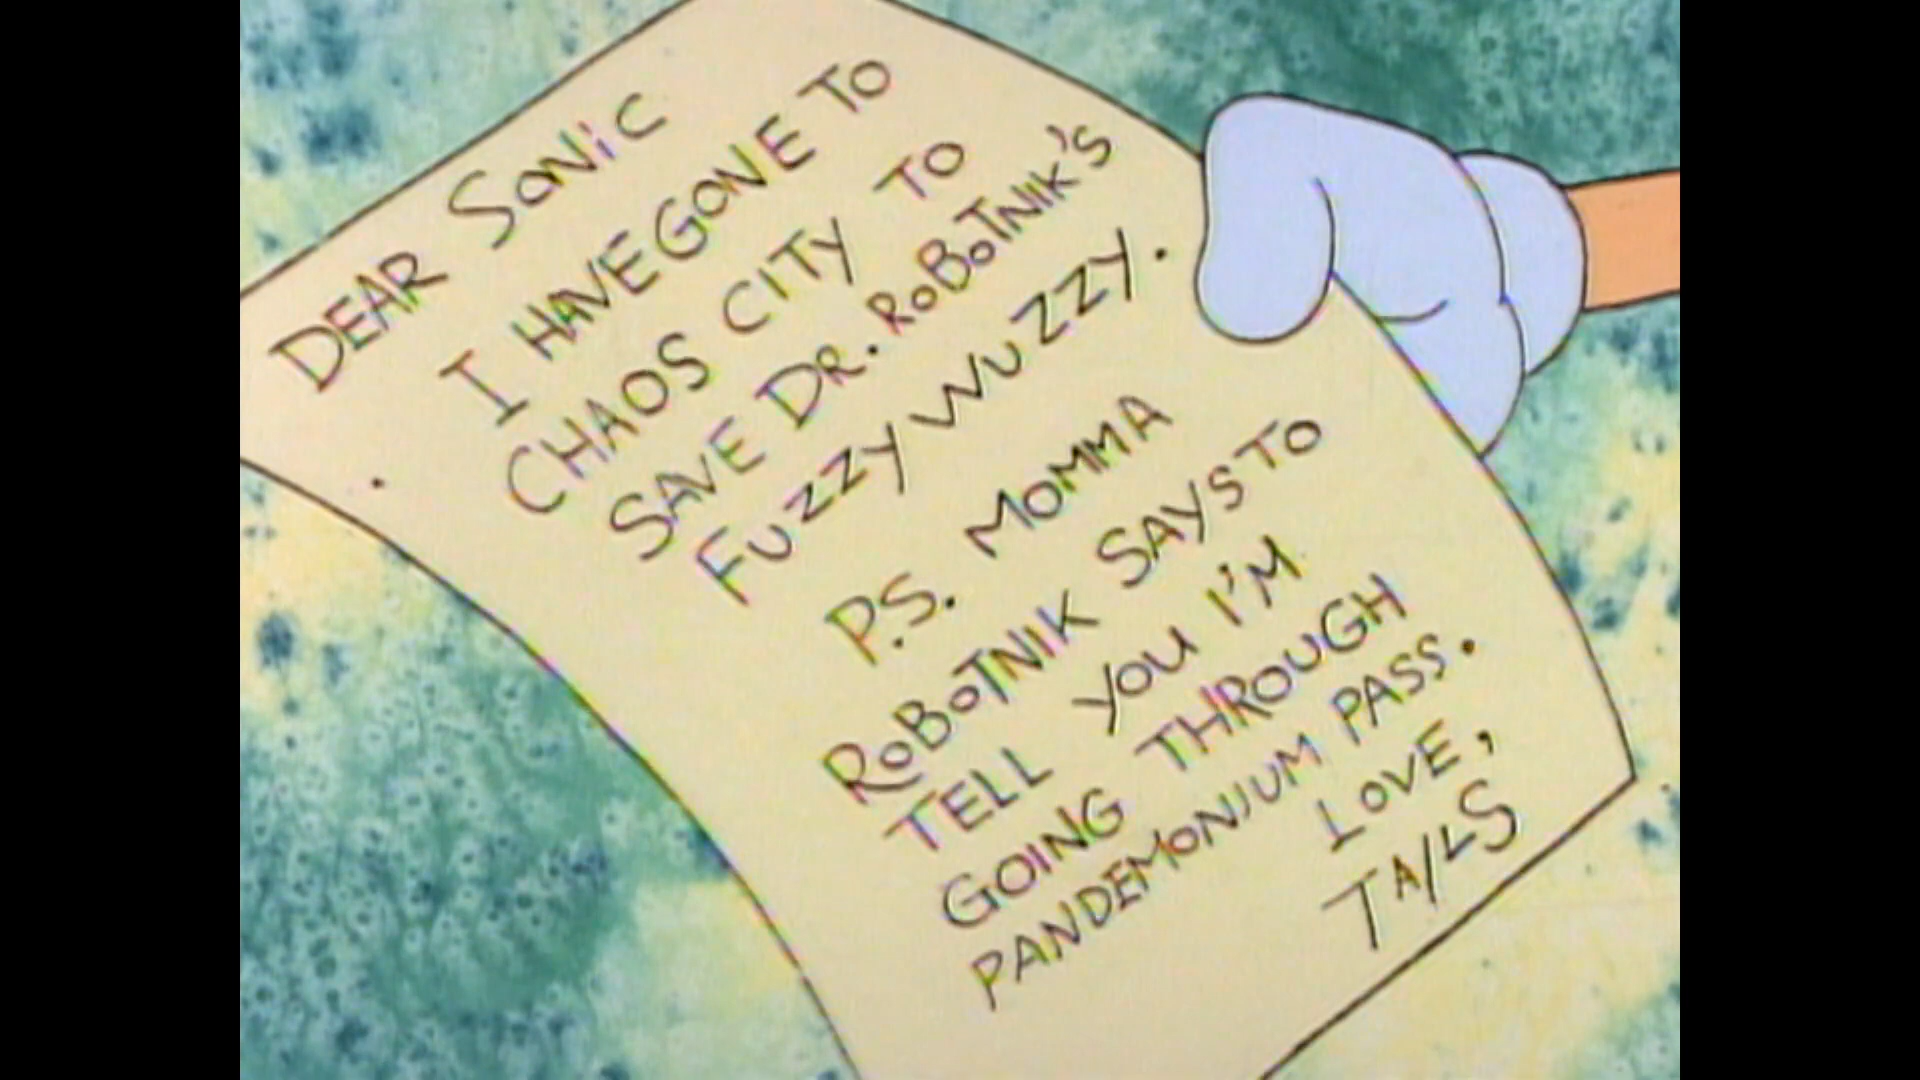 DEAR SONiC
I HAVE GONE TO
CHAOS CITY TO
SAVE DR. ROBOTNIK'S
FUZZY WUZZY.
P.S. MOMMA
ROBOTNIK SAYS TO
TELL YOU I'M
GOING THROUGH
PANDEMONIUM PASS.
LOVE,
TAILS